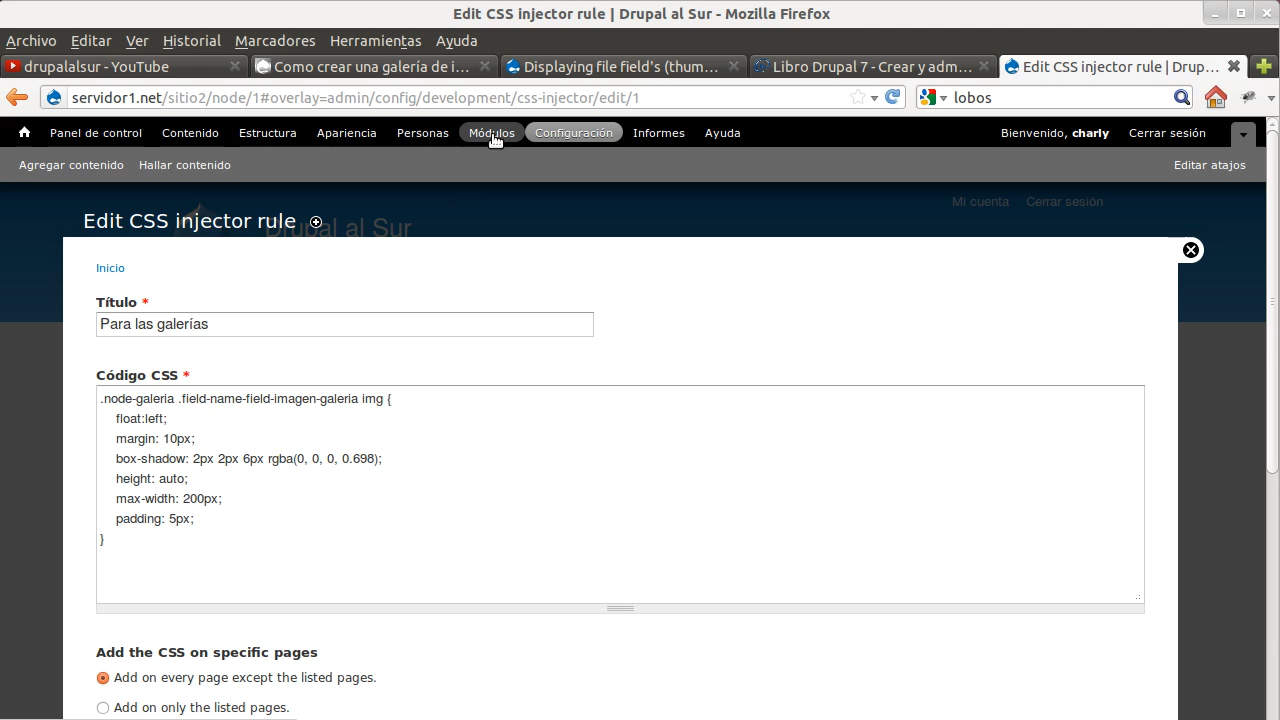 Edit CSS injector rule | Drupal al Sur - Mozilla Firefox
Archivo Editar Ver Historial Marcadores Herramientas Ayuda
drupalalsur - YouTube Como crear una galería de i... Displaying file field's (thum... Libro Drupal 7 - Crear y adm... Edit CSS injector rule | Drup...
servidor1.net/sitio2/node/1#overlay=admin/config/development/css-injector/edit/1 lobos
Panel de control Contenido Estructura Apariencia Personas Módulos Configuración Informes Ayuda Bienvenido, charly Cerrar sesión
Agregar contenido Hallar contenido Editar atajos
Mi cuenta Cerrar sesión
Edit CSS injector rule
Drupal al Sur
Inicio
Título *
Para las galerías
Código CSS *
.node-galeria .field-name-field-imagen-galeria img {
float:left;
margin: 10px;
box-shadow: 2px 2px 6px rgba(0, 0, 0, 0.698);
height: auto;
max-width: 200px;
padding: 5px;
}
Add the CSS on specific pages
Add on every page except the listed pages.
Add on only the listed pages.